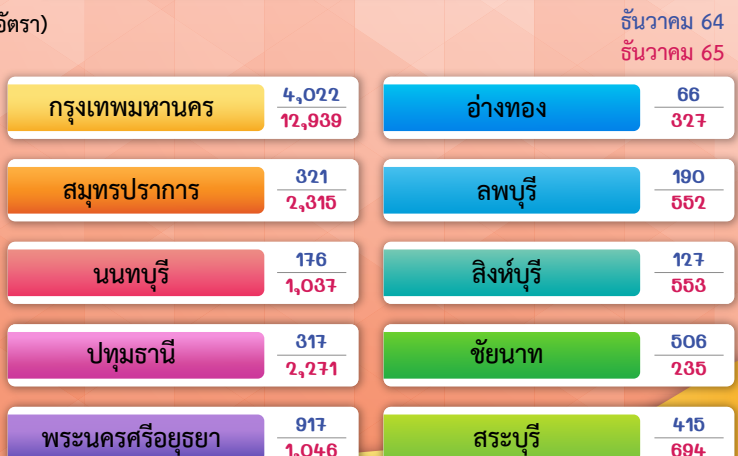 อัตรา)
ธันวาคม 64
ธันวาคม 65
กรุงเทพมหานคร
4,022
12,939
สมุทรปราการ
321
2,315
นนทบุรี
176
1,037
ปทุมธานี
317
2,271
พระนครศรีอยุธยา
917
1,046
อ่างทอง
66
327
ลพบุรี
190
552
สิงห์บุรี
127
553
ชัยนาท
506
235
สระบุรี
415
694